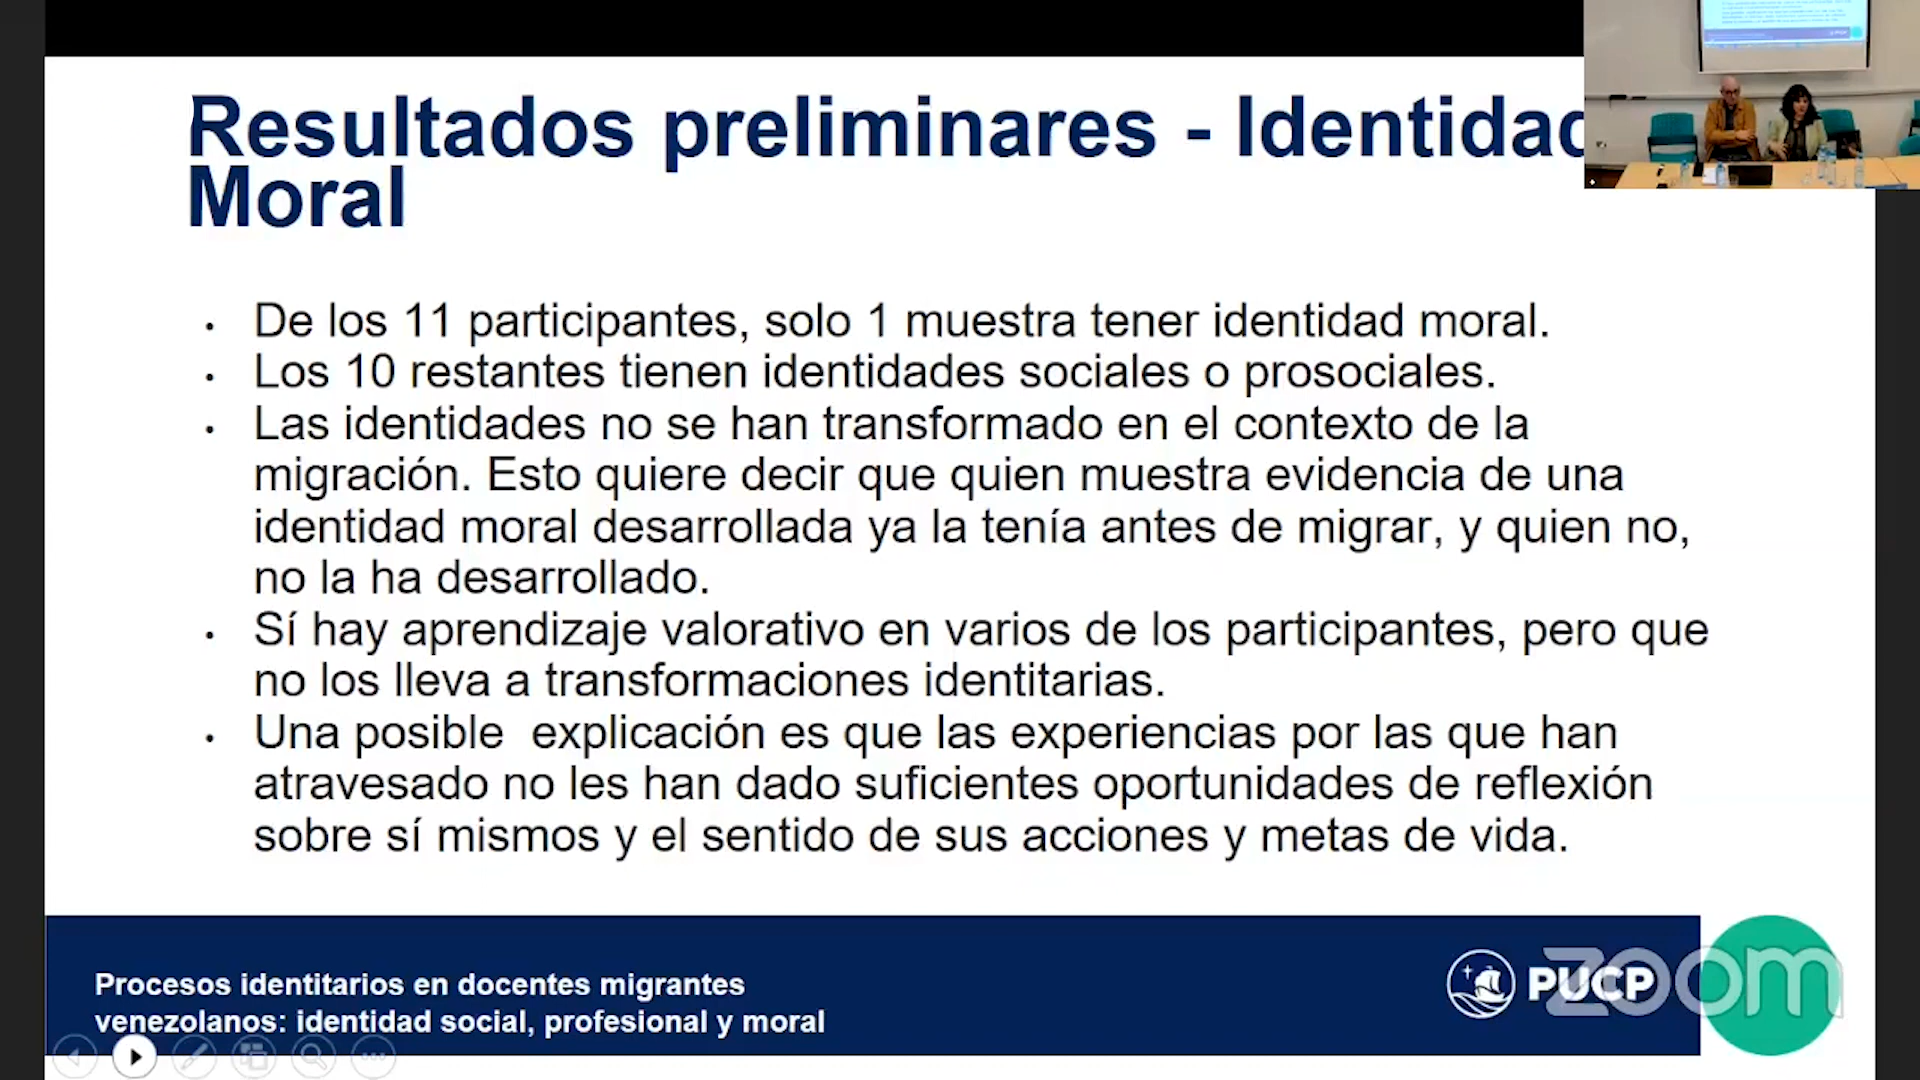 Resultados preliminares - Identidad
Moral
De los 11 participantes, solo 1 muestra tener identidad moral.
Los 10 restantes tienen identidades sociales o prosociales.
Las identidades no se han transformado en el contexto de la
migración. Esto quiere decir que quien muestra evidencia de una
identidad moral desarrollada ya la tenía antes de migrar, y quien no,
no la ha desarrollado.
Sí hay aprendizaje valorativo en varios de los participantes, pero que
no los lleva a transformaciones identitarias.
Una posible explicación es que las experiencias por las que han
atravesado no les han dado suficientes oportunidades de reflexión
sobre sí mismos y el sentido de sus acciones y metas de vida.
Procesos identitarios en docentes migrantes
venezolanos: identidad social, profesional y moral
PUCP
zoom